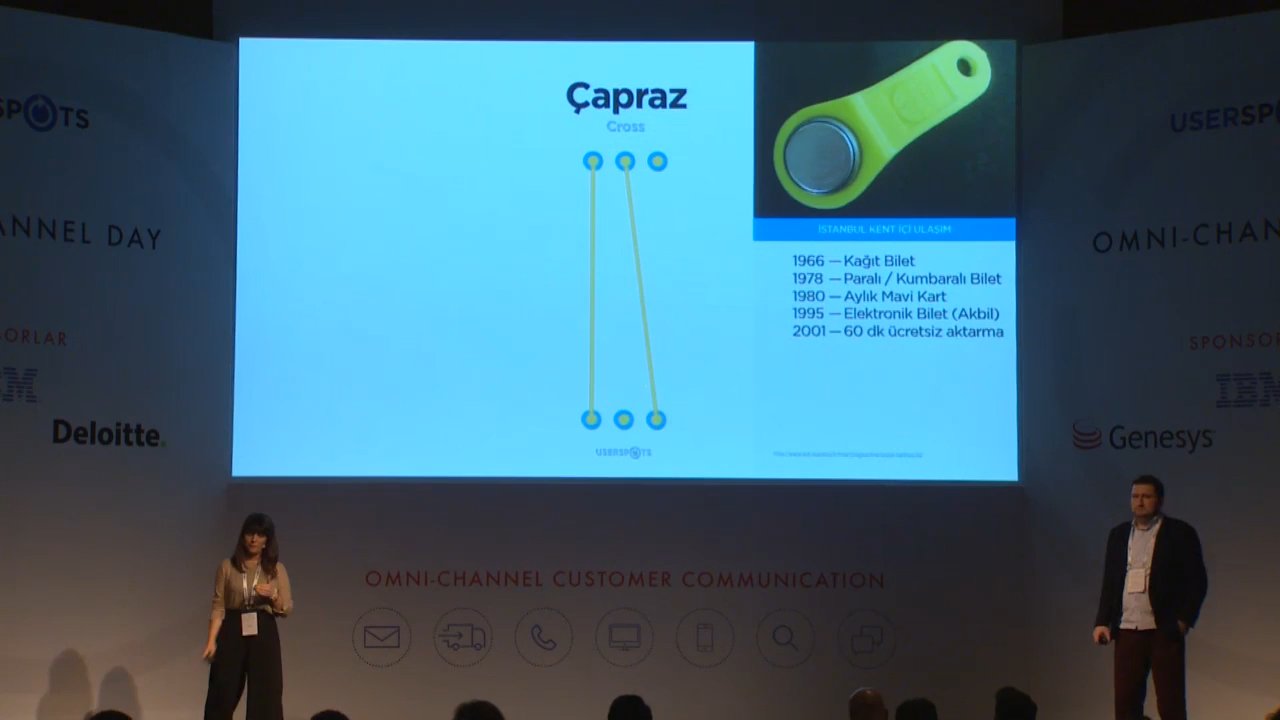 SPOTS
ANNEL DAY
ORLAR
M
Deloitte.
Çapraz
Cross
USERSPOTS
İSTANBUL KENT İÇİ ULAŞIM
1966 — Kağıt Bilet
1978 — Paralı / Kumbaralı Bilet
1980 — Aylık Mavi Kart
1995 — Elektronik Bilet (Akbil)
2001 — 60 dk ücretsiz aktarma
USERSP
OMNI-CHAN
SPONSO
IBM
Genesys
OMNI-CHANNEL CUSTOMER COMMUNICATION